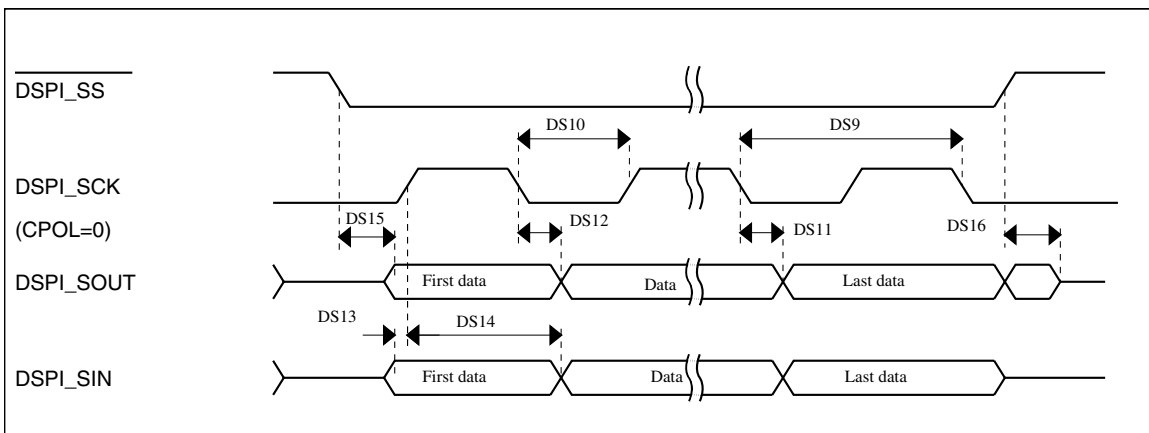 DSPI_SS
DS10
DS9
DSPI_SCK
(CPOL=0)
DS15
DS12
DS11
DS16
DSPI_SOUT
First data
Data
Last data
DS13
DS14
DSPI_SIN
First data
Data
Last data